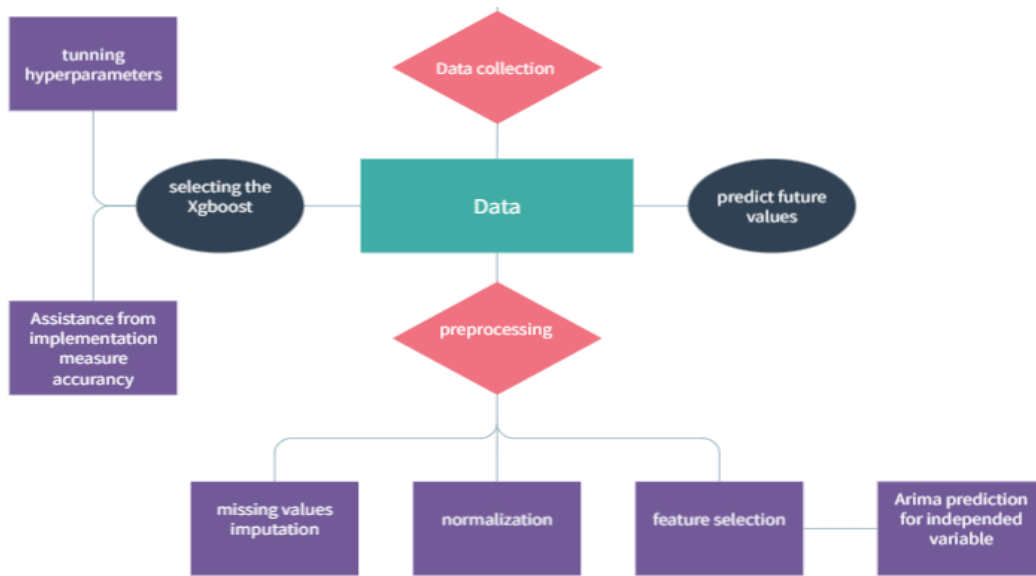 tunning
hyperparameters
Data collection
selecting the
Xgboost
Data
predict future
values
Assistance from
implementation
measure
accurancy
preprocessing
missing values
imputation
normalization
feature selection
Arima prediction
for independed
variable